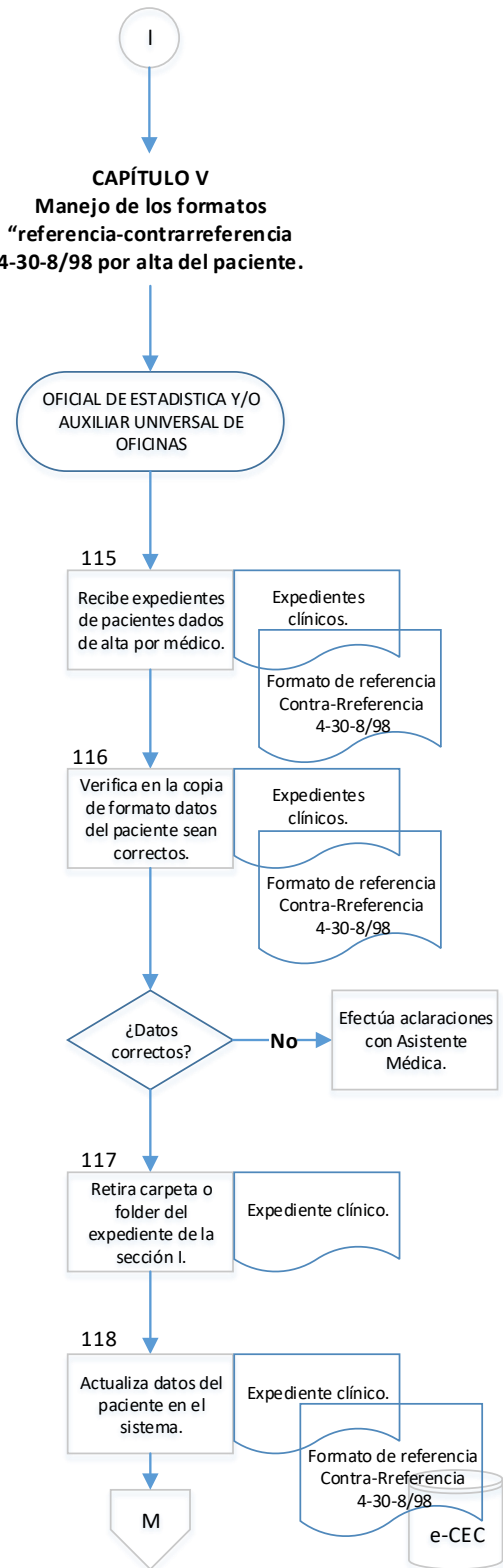 I
CAPÍTULO V
Manejo de los formatos
“referencia-contrarreferencia
4-30-8/98 por alta del paciente.
OFICIAL DE ESTADISTICA Y/O
AUXILIAR UNIVERSAL DE
OFICINAS
115
Recibe expedientes
de pacientes dados
de alta por médico.
Expedientes
clínicos.
Formato de referencia
Contra-Rreferencia
4-30-8/98
116
Verifica en la copia
de formato datos
del paciente sean
correctos.
Expedientes
clínicos.
Formato de referencia
Contra-Rreferencia
4-30-8/98
¿Datos
correctos?
No
Efectúa aclaraciones
con Asistente
Médica.
117
Retira carpeta o
folder del
expediente de la
sección I.
Expediente clínico.
118
Actualiza datos del
paciente en el
sistema.
Expediente clínico.
Formato de referencia
Contra-Rreferencia
4-30-8/98
e-CEC
M